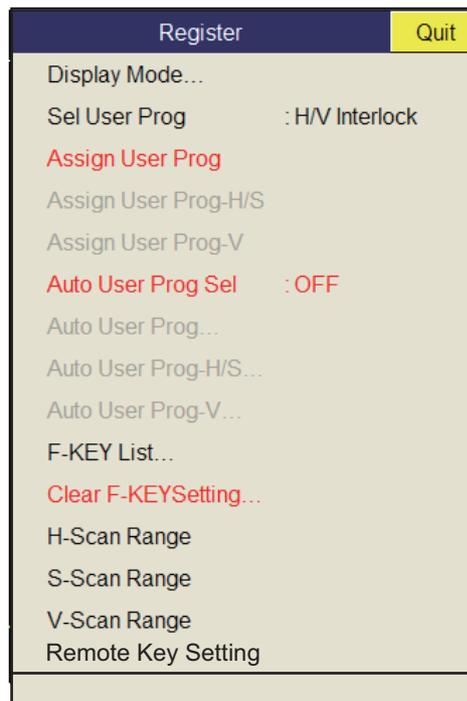 Register Quit
Display Mode...
Sel User Prog : H/V Interlock
Assign User Prog
Assign User Prog-H/S
Assign User Prog-V
Auto User Prog Sel : OFF
Auto User Prog...
Auto User Prog-H/S...
Auto User Prog-V...
F-KEY List...
Clear F-KEYSetting...
H-Scan Range
S-Scan Range
V-Scan Range
Remote Key Setting